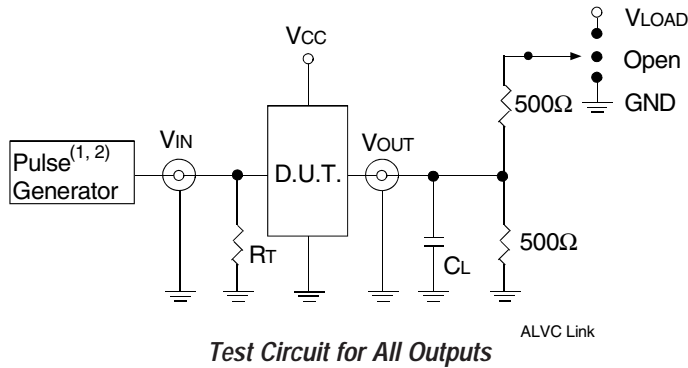 VLOAD
VCC
Open
500Ω
GND
VIN
VOUT
Pulse(1, 2)
Generator
D.U.T.
RT
CL
500Ω
ALVC Link
Test Circuit for All Outputs